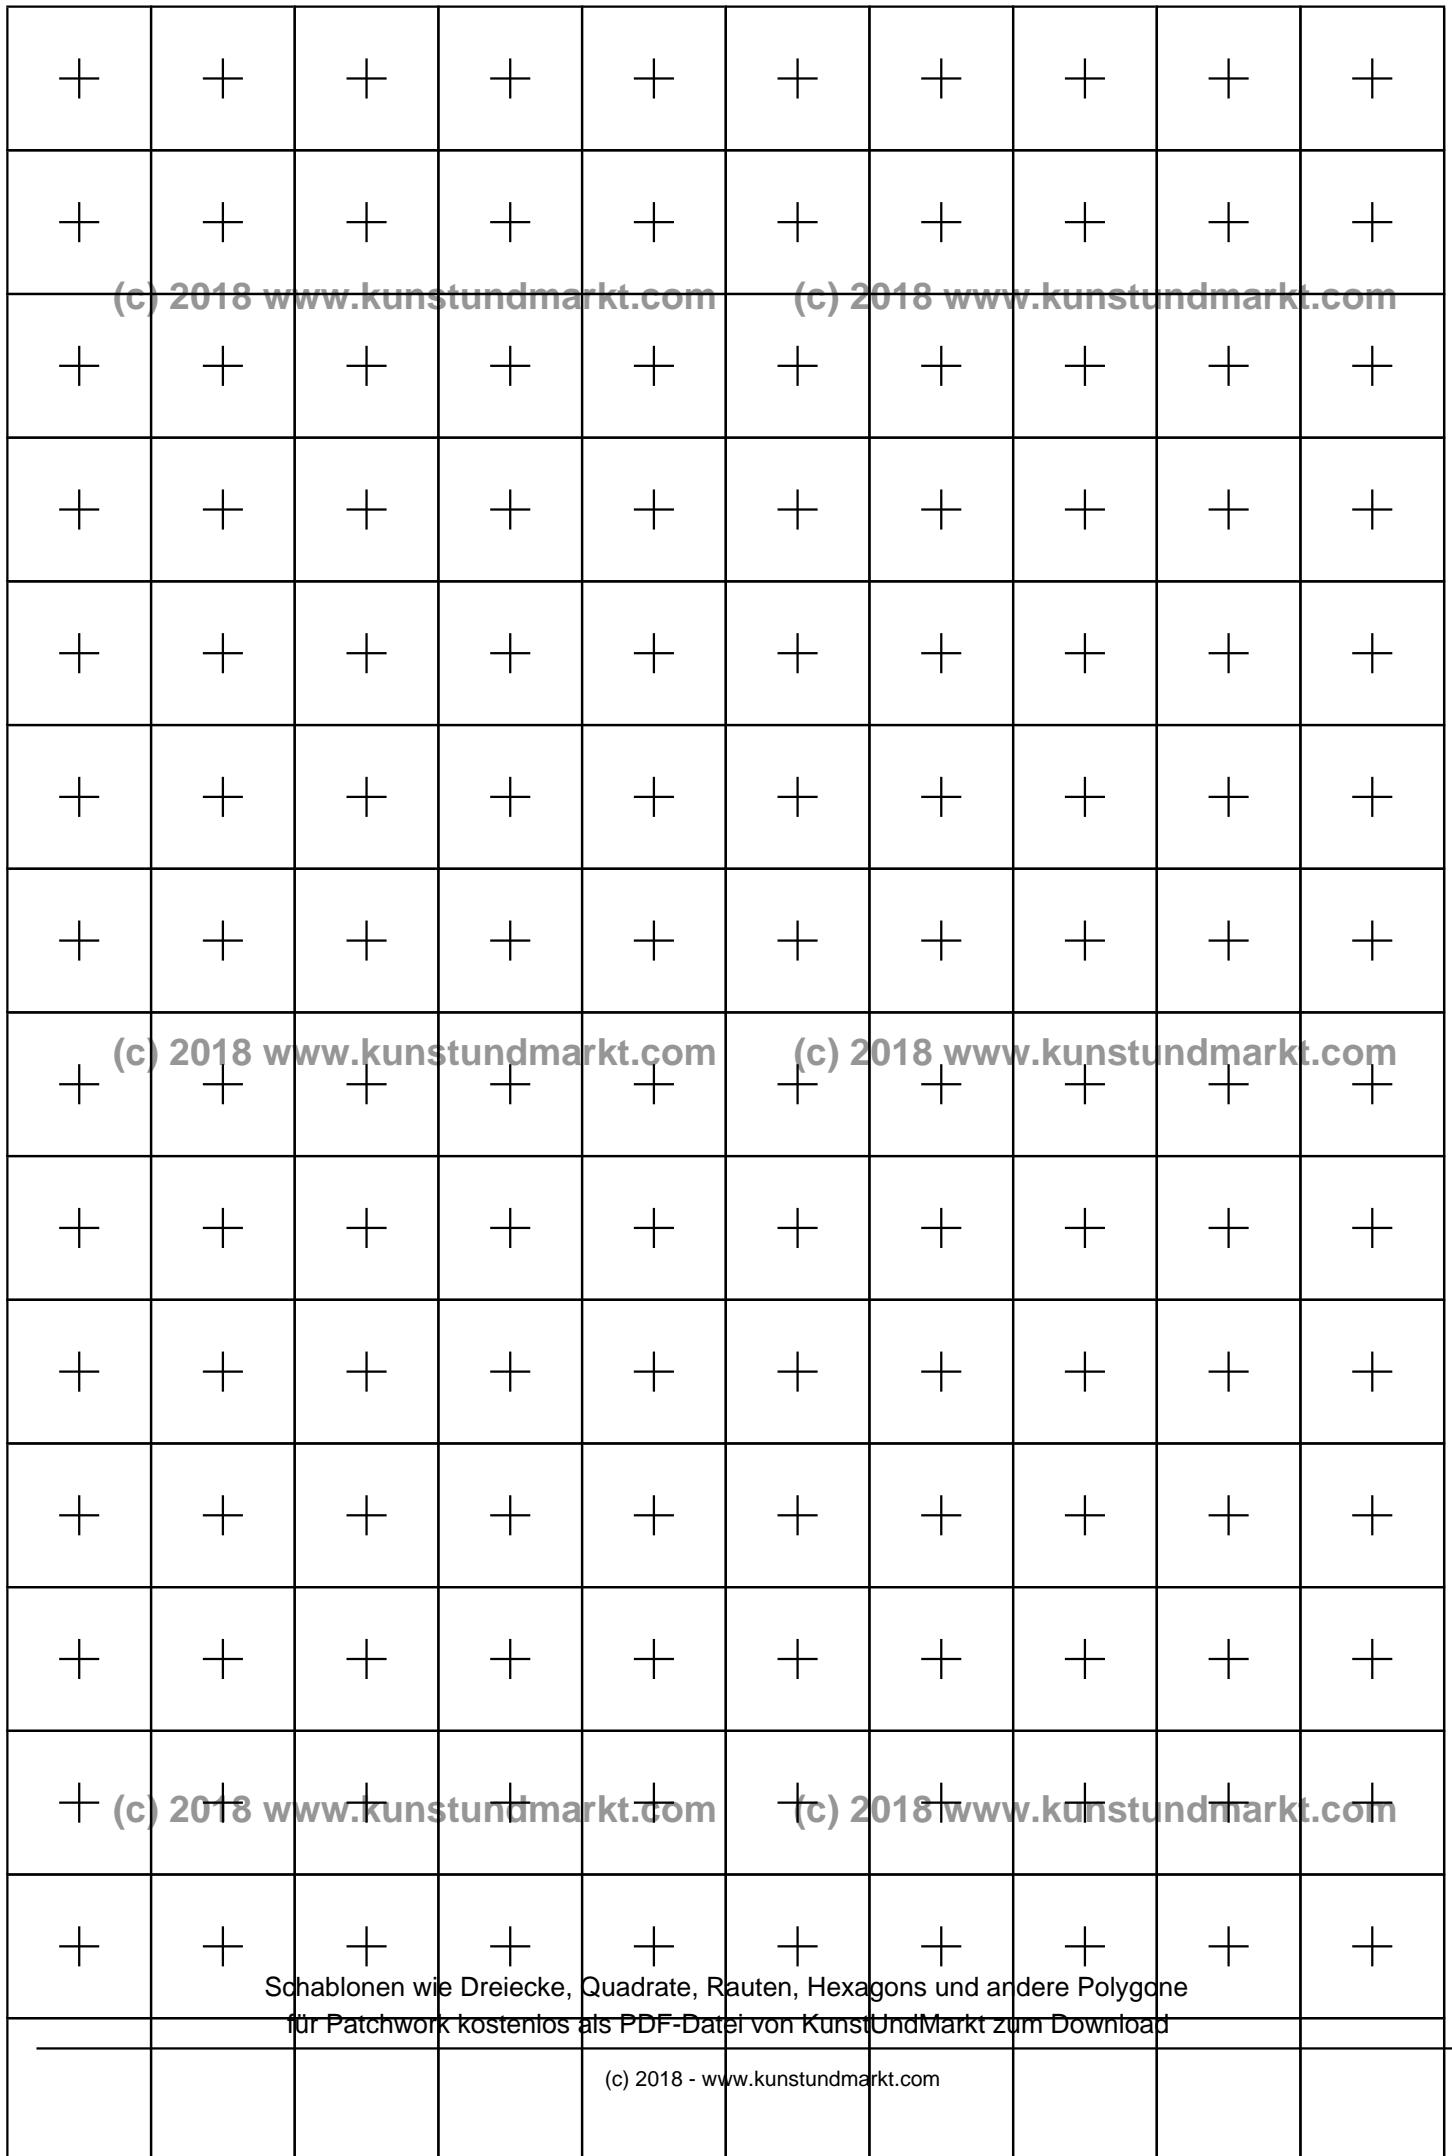 (c) 2018 www.kunstundmarkt.com (c) 2018 www.kunstundmarkt.com
(c) 2018 www.kunstundmarkt.com (c) 2018 www.kunstundmarkt.com
(c) 2018 www.kunstundmarkt.com (c) 2018 www.kunstundmarkt.com
Schablonen wie Dreiecke, Quadrate, Rauten, Hexagons und andere Polygone
für Patchwork kostenlos als PDF-Datei von KunstUndMarkt zum Download
(c) 2018 - www.kunstundmarkt.com